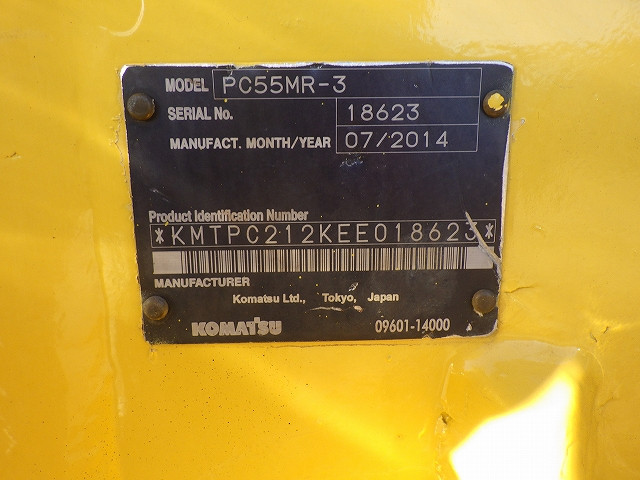 MODEL PC55MR-3
SERIAL No. 18623
MANUFACT. MONTH/YEAR 07/2014
Product Identification Number
*KMTPC212KEE018623*
MANUFACTURER
Komatsu Ltd., Tokyo, Japan
KOMATSU 09601-14000